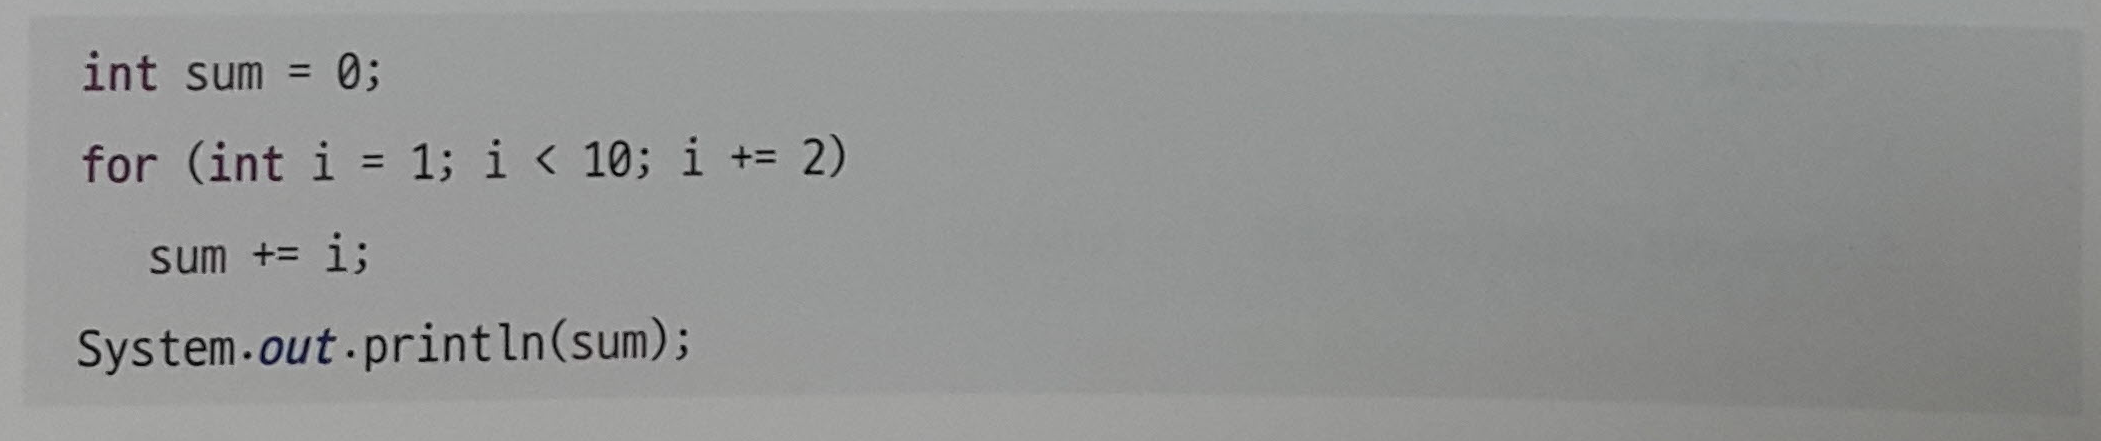 int sum = 0;
for (int i = 1; i < 10; i += 2)
sum += i;
System.out.println(sum);